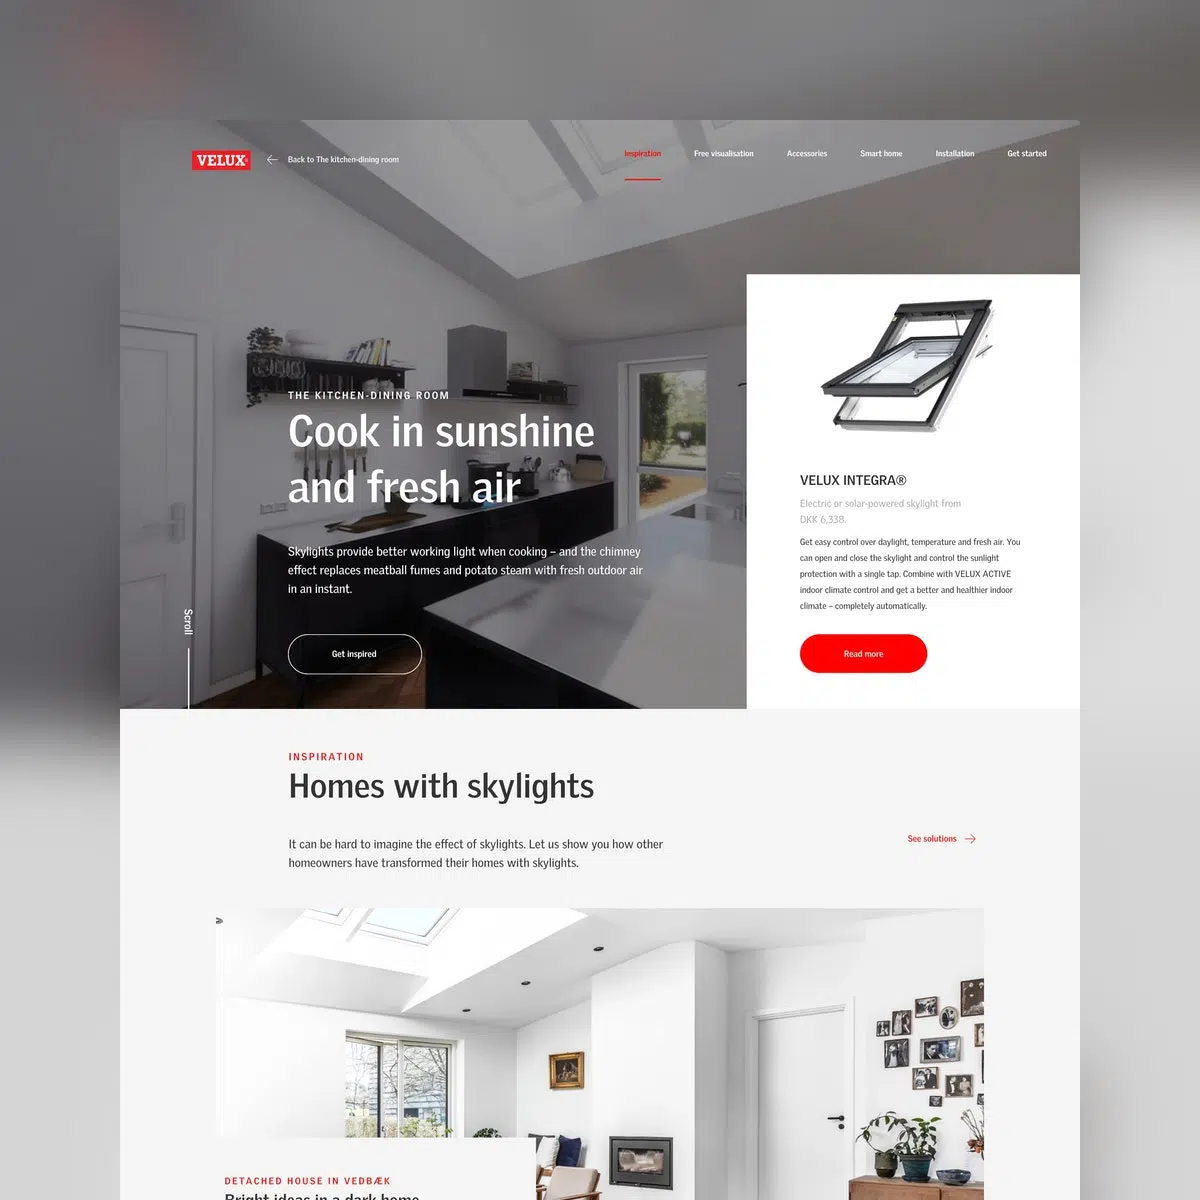 VELUX
Back to The kitchen-dining room
Inspiration
Free visualisation
Accessories
Smart home
Installation
Get started
THE KITCHEN-DINING ROOM
Cook in sunshine
and fresh air
Skylights provide better working light when cooking – and the chimney
effect replaces meatball fumes and potato steam with fresh outdoor air
in an instant.
Get inspired
Scroll
VELUX INTEGRA®
Electric or solar-powered skylight from
DKK 6,338.
Get easy control over daylight, temperature and fresh air. You
can open and close the skylight and control the sunlight
protection with a single tap. Combine with VELUX ACTIVE
indoor climate control and get a better and healthier indoor
climate – completely automatically.
Read more
INSPIRATION
Homes with skylights
It can be hard to imagine the effect of skylights. Let us show you how other
homeowners have transformed their homes with skylights.
See solutions
DETACHED HOUSE IN VEDBÆK
Bright ideas in a dark home